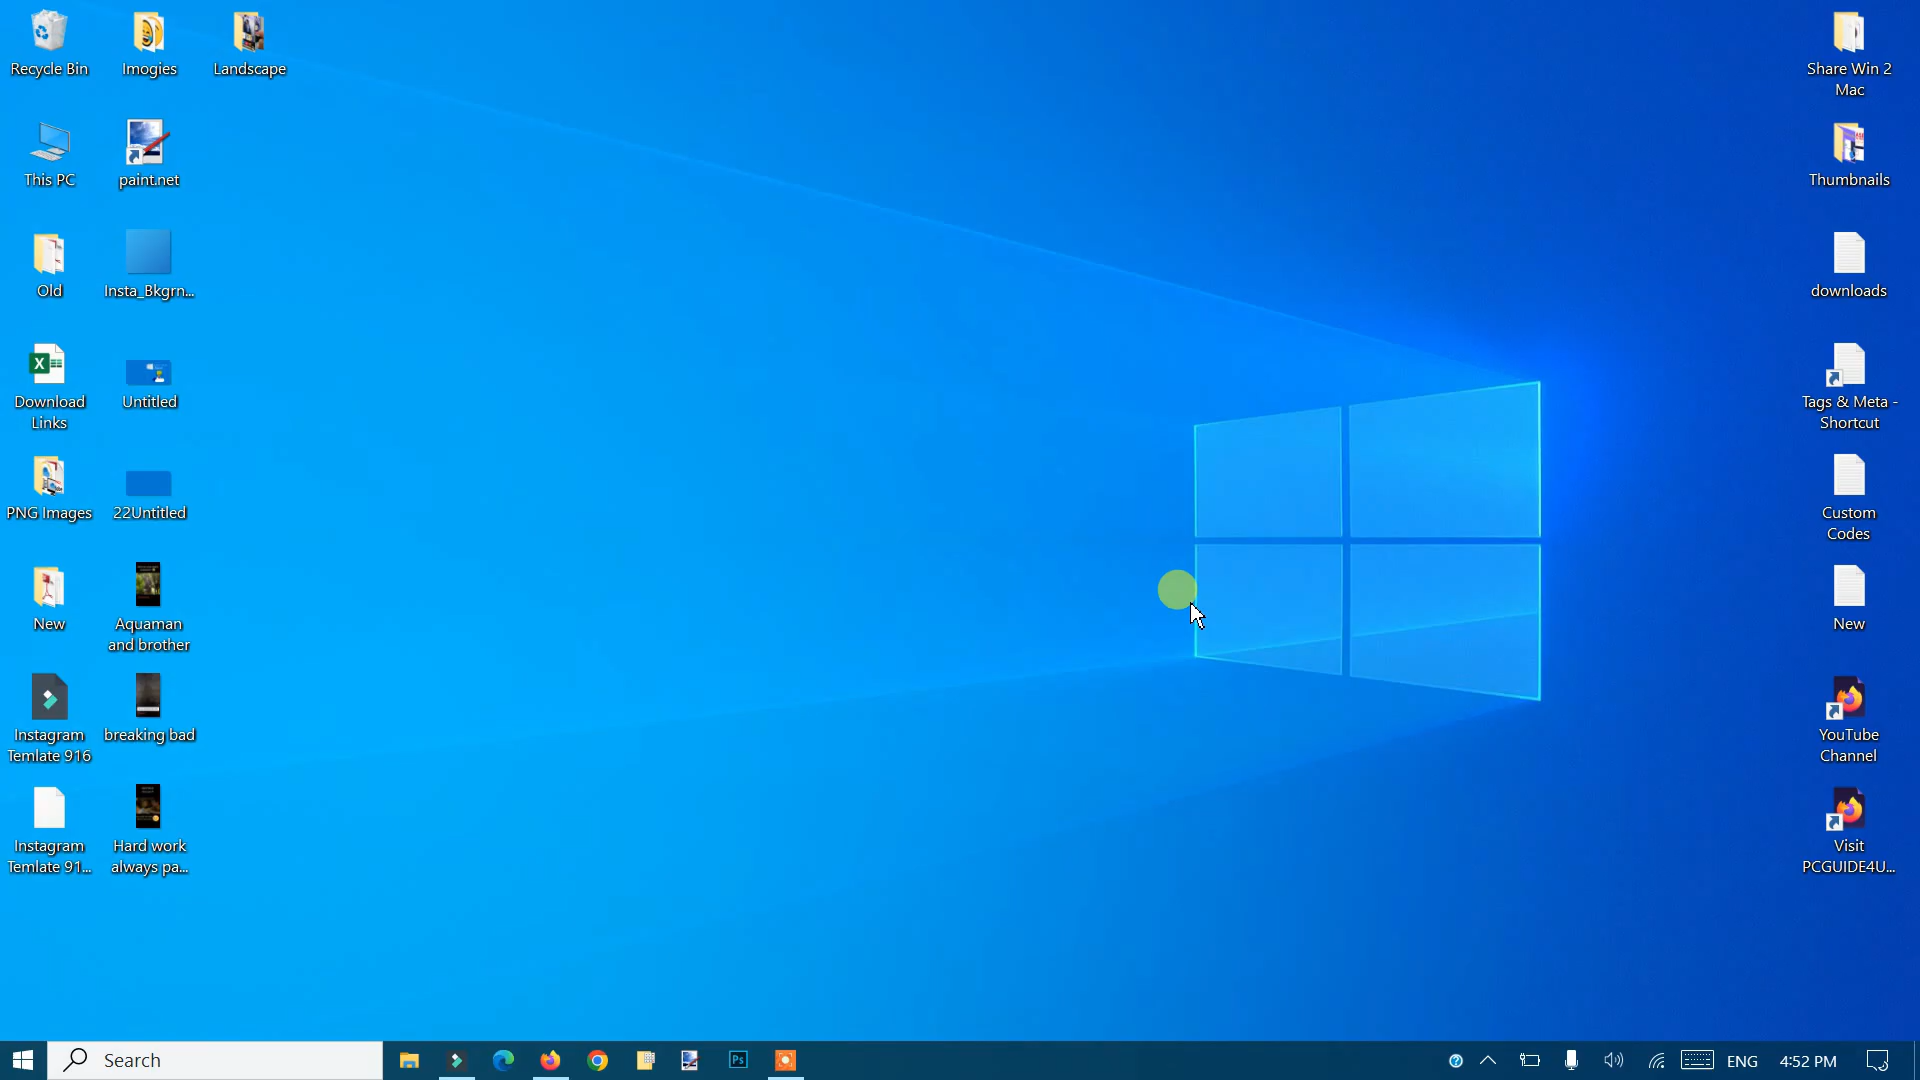 Recycle Bin
Imogies
Landscape
This PC
paint.net
Old
Insta_Bkgrn...
Download
Links
Untitled
PNG Images
22Untitled
New
Aquaman
and brother
Instagram
Temlate 916
breaking bad
Instagram
Temlate 91...
Hard work
always pa...
Share Win 2
Mac
Thumbnails
downloads
Tags & Meta -
Shortcut
Custom
Codes
New
YouTube
Channel
Visit
PCGUIDE4U...
Search
Ps
ENG
4:52 PM